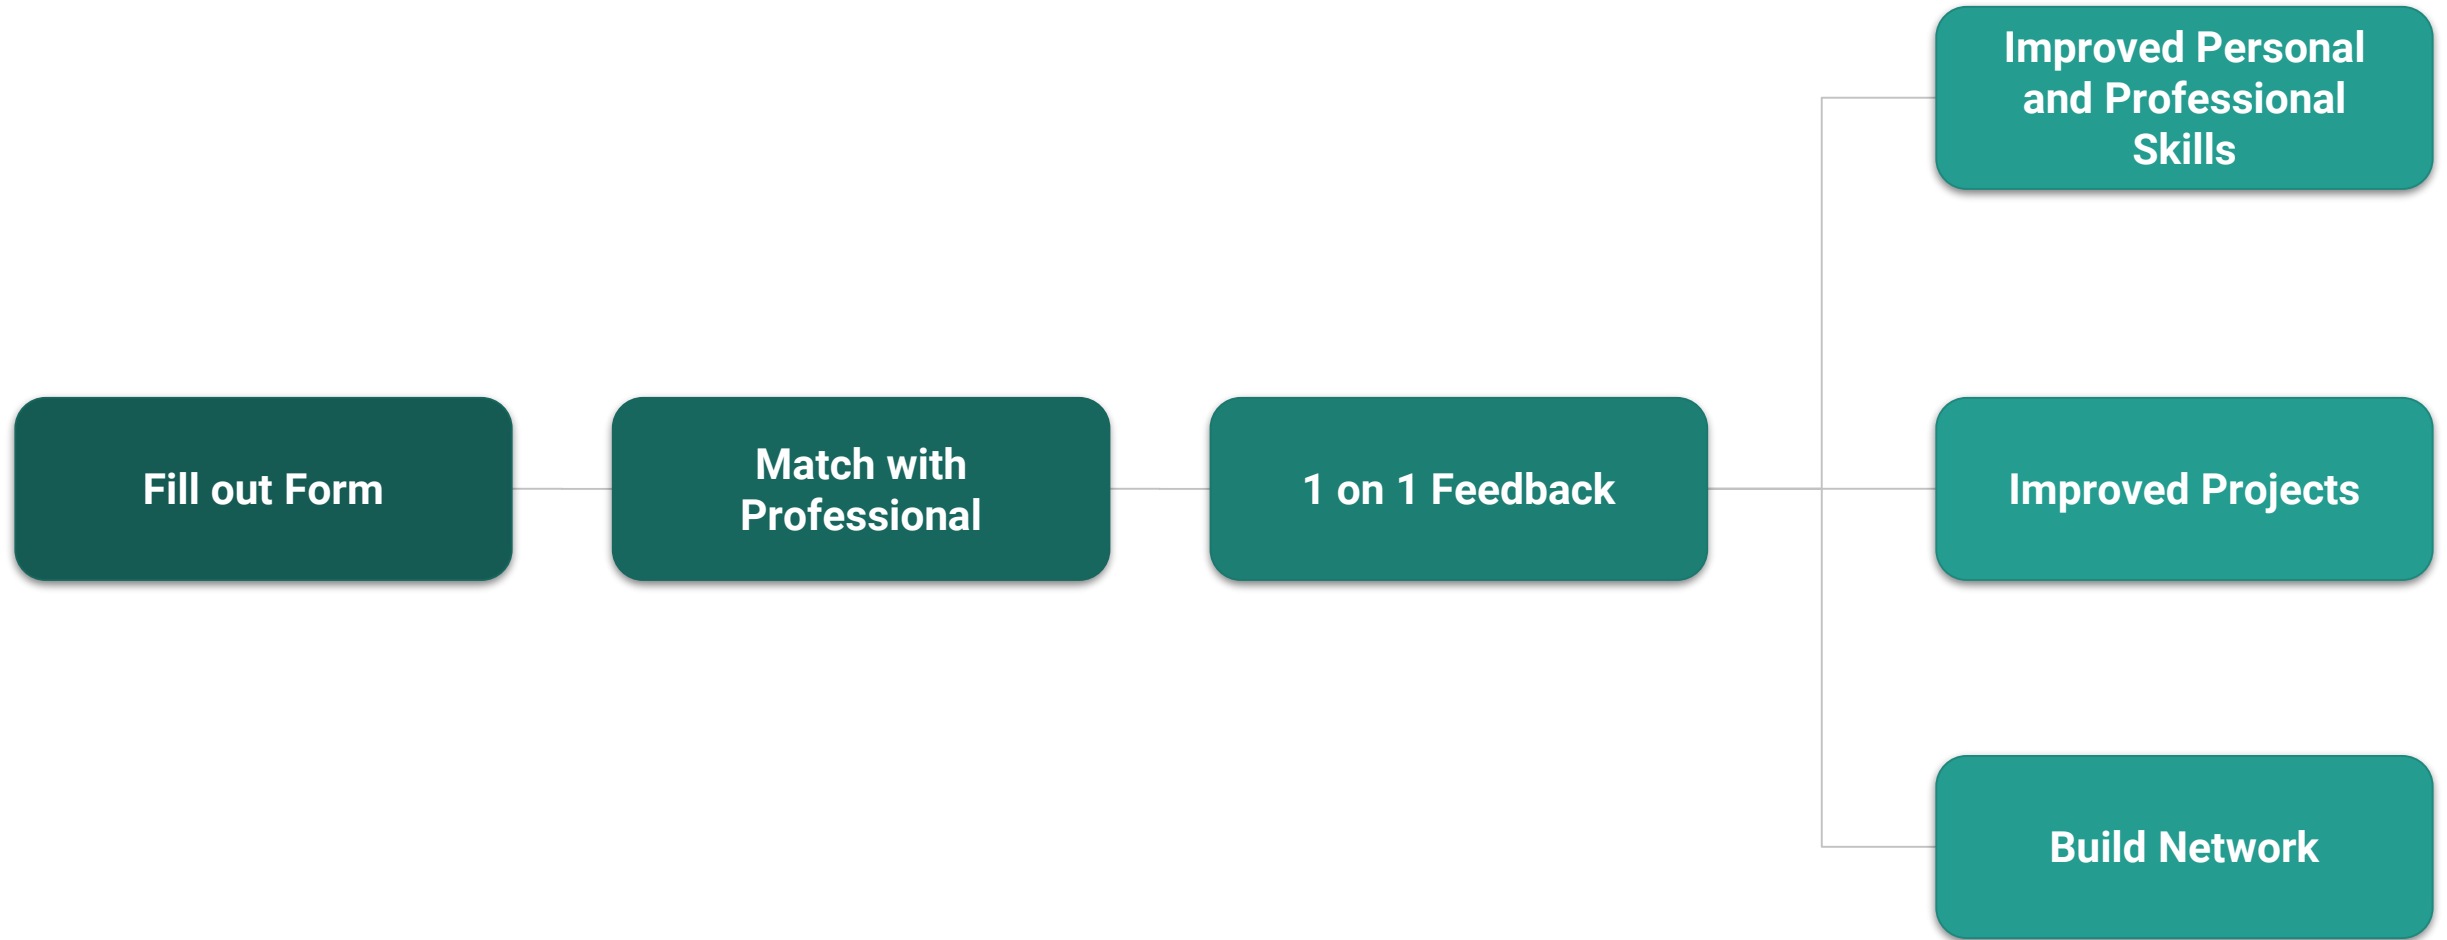 Fill out Form
Match with
Professional
1 on 1 Feedback
Improved Personal
and Professional
Skills
Improved Projects
Build Network